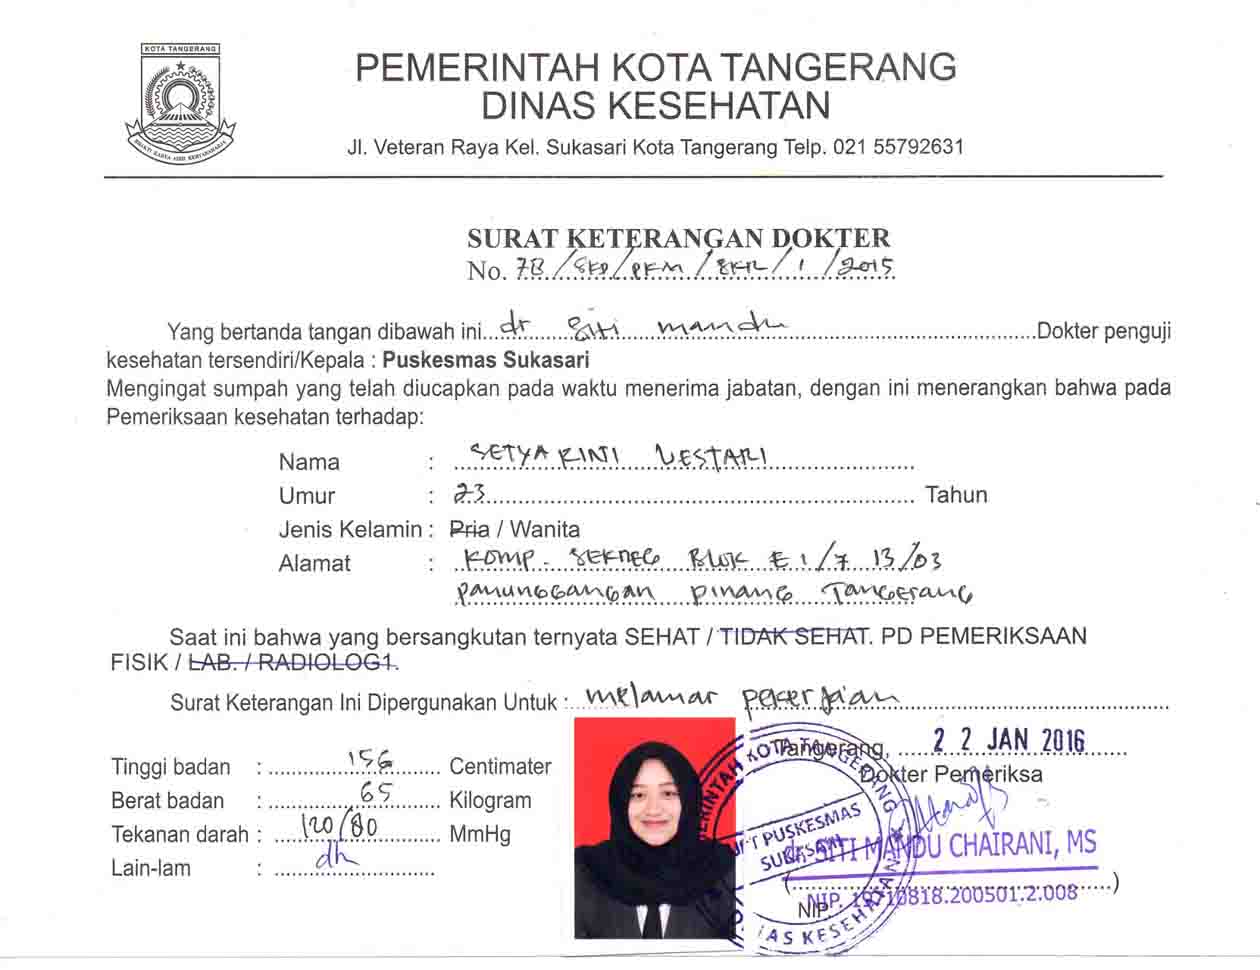 KOTA TANGERANG
BHAKTI KARYA ADHI KERTARAHARJA
PEMERINTAH KOTA TANGERANG
DINAS KESEHATAN
Jl. Veteran Raya Kel. Sukasari Kota Tangerang Telp. 021 55792631
SURAT KETERANGAN DOKTER
No. 7B/SKD/PKM/SKR/1/2015
Yang bertanda tangan dibawah ini...dr Siti mandu...Dokter penguji
kesehatan tersendiri/Kepala : Puskesmas Sukasari
Mengingat sumpah yang telah diucapkan pada waktu menerima jabatan, dengan ini menerangkan bahwa pada
Pemeriksaan kesehatan terhadap:
Nama : SETYA RINI LESTARI
Umur : 23 Tahun
Jenis Kelamin : Pria / Wanita
Alamat : KOMP. SEKNEG BLOK E 1/7 13/03
PANUNGGANGAN PINANG TANGERANG
Saat ini bahwa yang bersangkutan ternyata SEHAT / TIDAK SEHAT. PD PEMERIKSAAN
FISIK / LAB. / RADIOLOG1.
Surat Keterangan Ini Dipergunakan Untuk : melamar pekerjaan
Tangerang, 22 JAN 2016
Dokter Pemeriksa
Tinggi badan : 156 Centimater
Berat badan : 65 Kilogram
Tekanan darah : 120/80 MmHg
Lain-lam :
PEMERINTAH KOTA TANGERANG
UPT PUSKESMAS
SUKASARI
DINAS KESEHATAN
dr. SITI MANDU CHAIRANI, MS
(...)
NIP
NIP. 19710818.200501.2.008